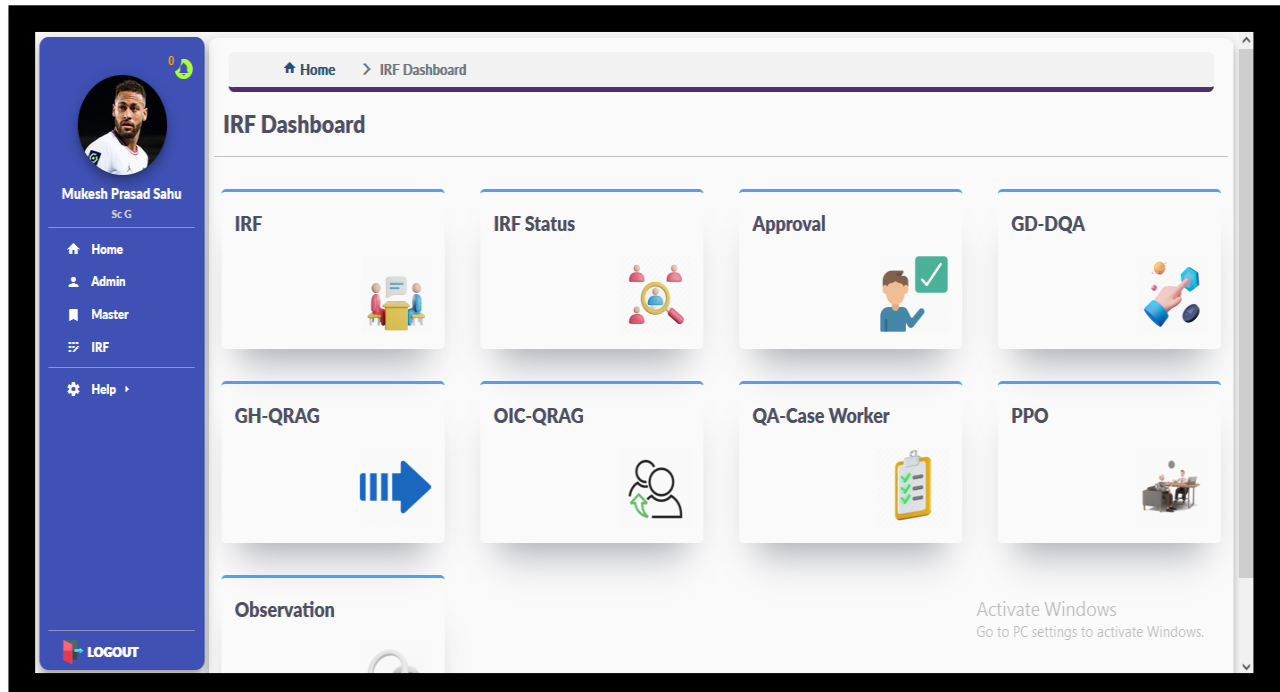 0
Mukesh Prasad Sahu
Sc G
Home
Admin
Master
IRF
Help
LOGOUT
Home
IRF Dashboard
IRF Dashboard
IRF
IRF Status
Approval
GD-DQA
GH-QRAG
OIC-QRAG
QA-Case Worker
PPO
Observation
Activate Windows
Go to PC settings to activate Windows.